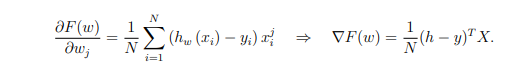 ∂F(w)/∂w_j = 1/N ∑_{i=1}^{N} (h_w (x_i) − y_i) x_i^j ⇒ ∇F(w) = 1/N (h − y)^T X.